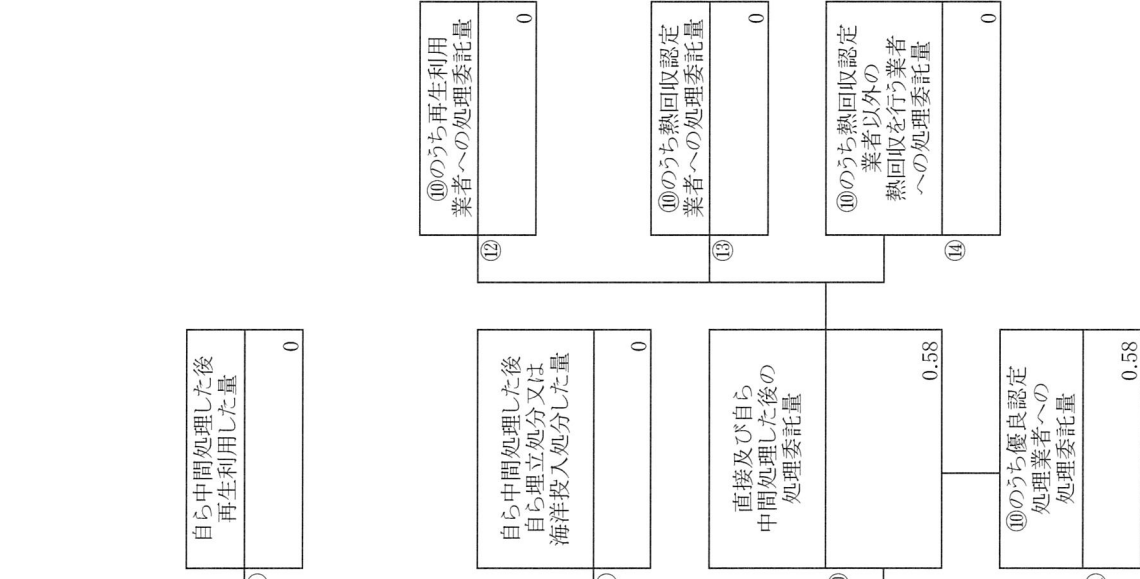 自ら中間処理した後
再生利用した量
0
自ら中間処理した後
自ら埋立処分又は
海洋投入処分した量
0
直接及び自ら
中間処理した後の
処理委託量
0.58
⑩のうち優良認定
処理業者への
処理委託量
0.58
⑫
⑩のうち再生利用
業者への処理委託量
0
⑬
⑩のうち熱回収認定
業者への処理委託量
0
⑭
⑩のうち熱回収認定
業者以外の
熱回収を行う業者
への処理委託量
0